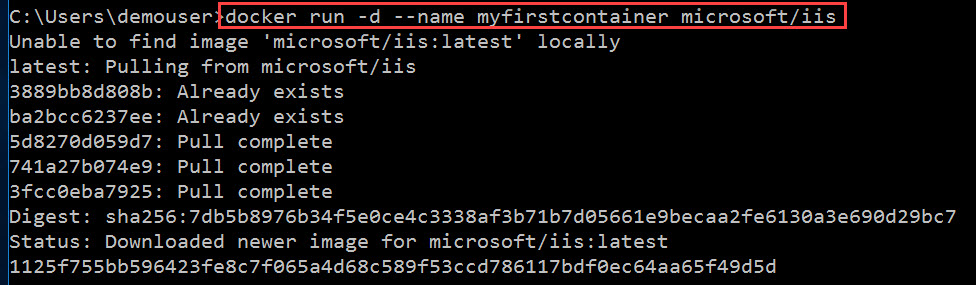 C:\Users\demouser>docker run -d --name myfirstcontainer microsoft/iis
Unable to find image 'microsoft/iis:latest' locally
latest: Pulling from microsoft/iis
3889bb8d808b: Already exists
ba2bcc6237ee: Already exists
5d8270d059d7: Pull complete
741a27b074e9: Pull complete
3fcc0eba7925: Pull complete
Digest: sha256:7db5b8976b34f5e0ce4c3338af3b71b7d05661e9becaa2fe6130a3e690d29bc7
Status: Downloaded newer image for microsoft/iis:latest
1125f755bb596423fe8c7f065a4d68c589f53ccd786117bdf0ec64aa65f49d5d